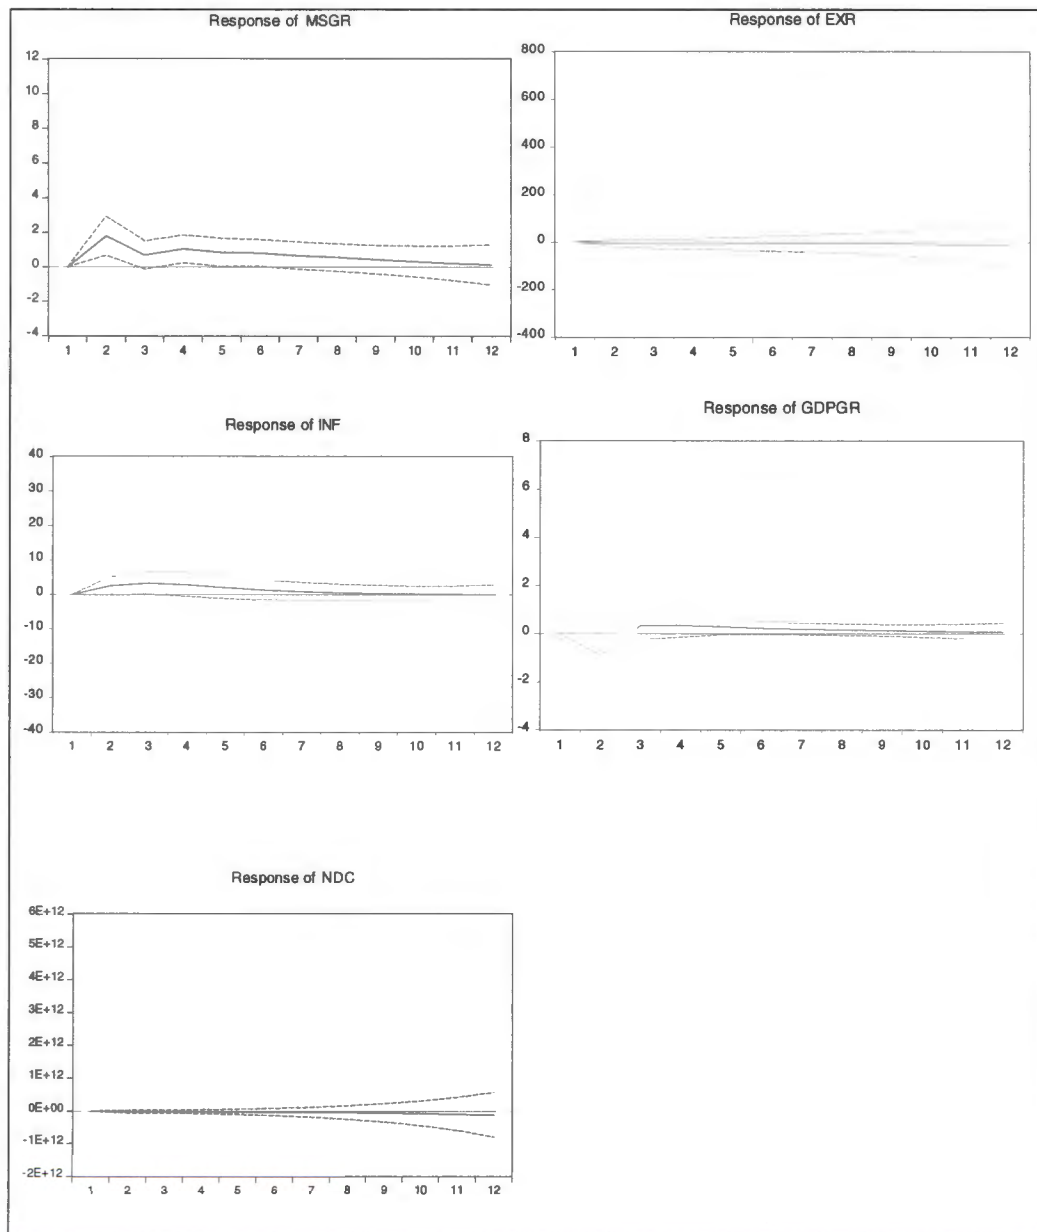 Response of MSGR
12
10
8
6
4
2
0
-2
-4
1 2 3 4 5 6 7 8 9 10 11 12
Response of EXR
800
600
400
200
0
-200
-400
1 2 3 4 5 6 7 8 9 10 11 12
Response of INF
40
30
20
10
0
-10
-20
-30
-40
1 2 3 4 5 6 7 8 9 10 11 12
Response of GDPGR
8
6
4
2
0
-2
-4
1 2 3 4 5 6 7 8 9 10 11 12
Response of NDC
6E+12
5E+12
4E+12
3E+12
2E+12
1E+12
0E+00
-1E+12
-2E+12
1 2 3 4 5 6 7 8 9 10 11 12